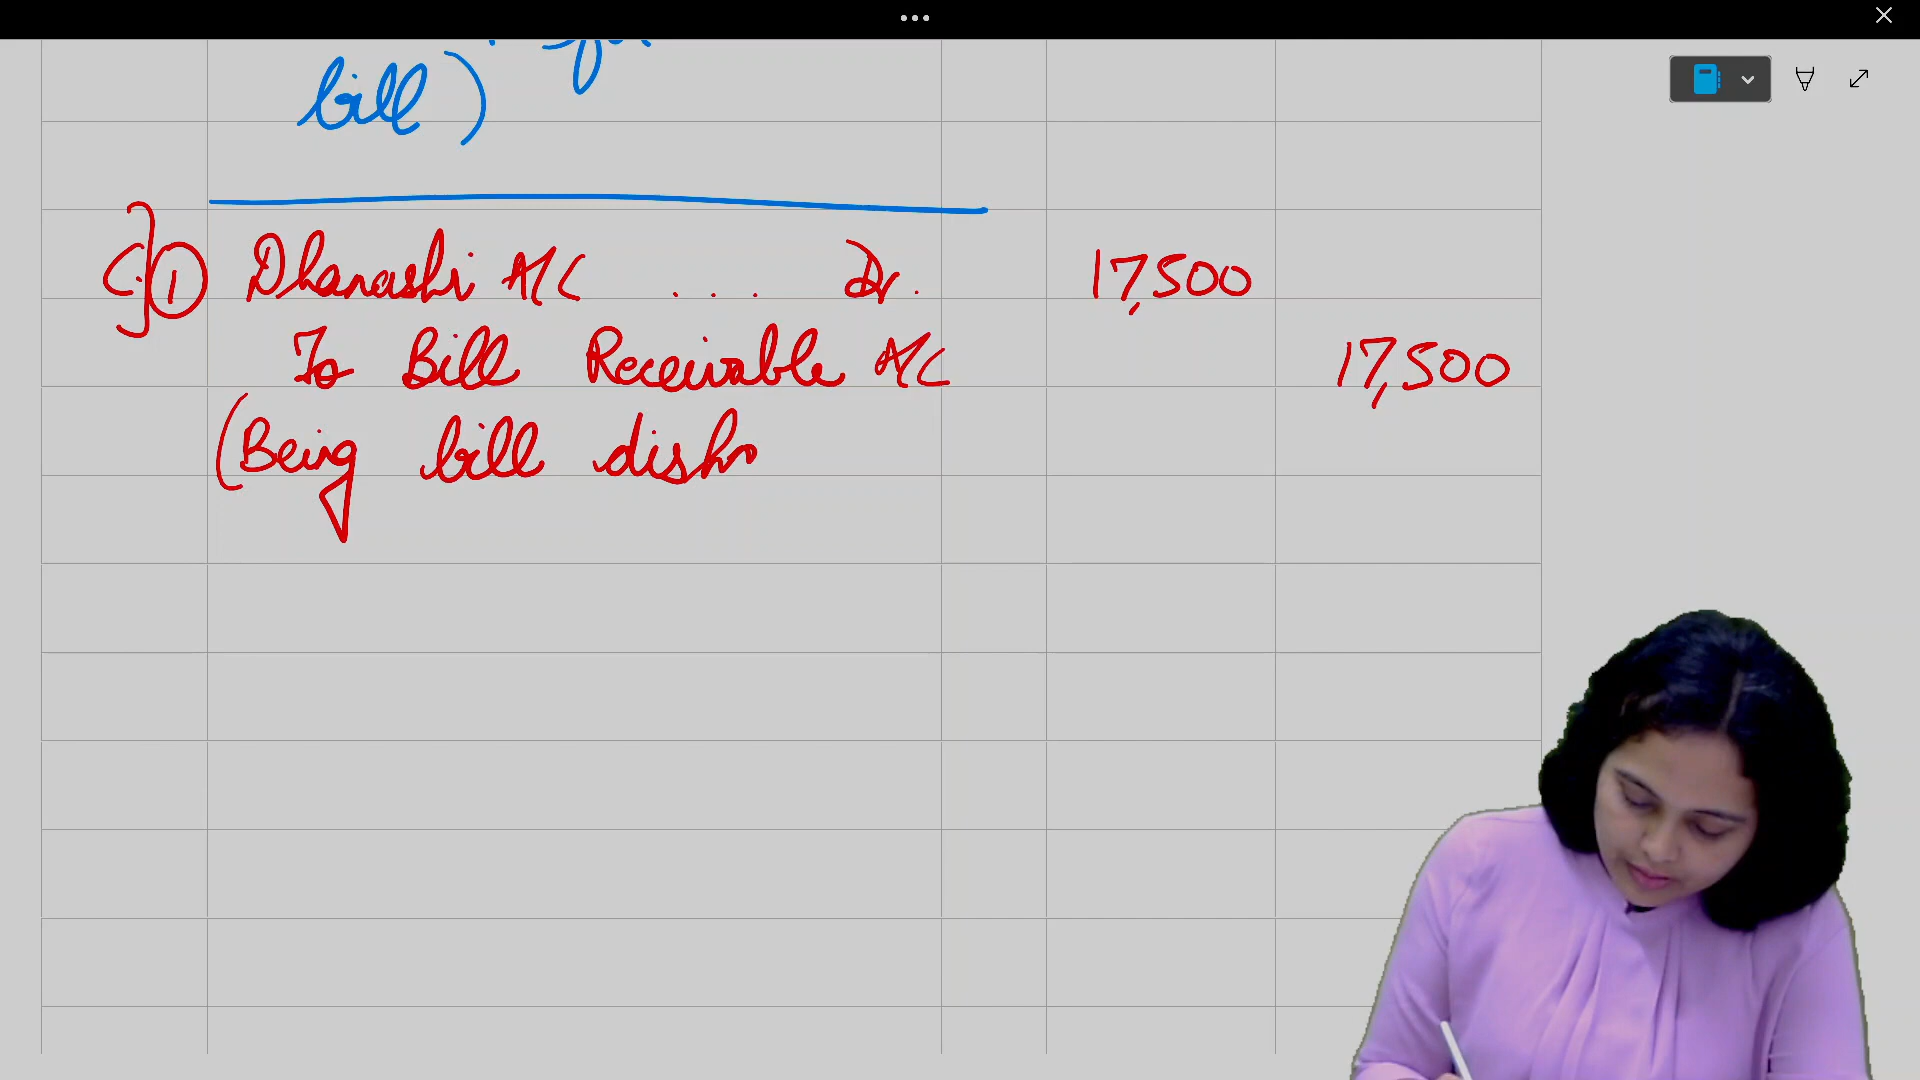 bill)
C] ① Dhanashi A/C ... Dr. 17,500
To Bill Receivable A/C 17,500
(Being bill disho